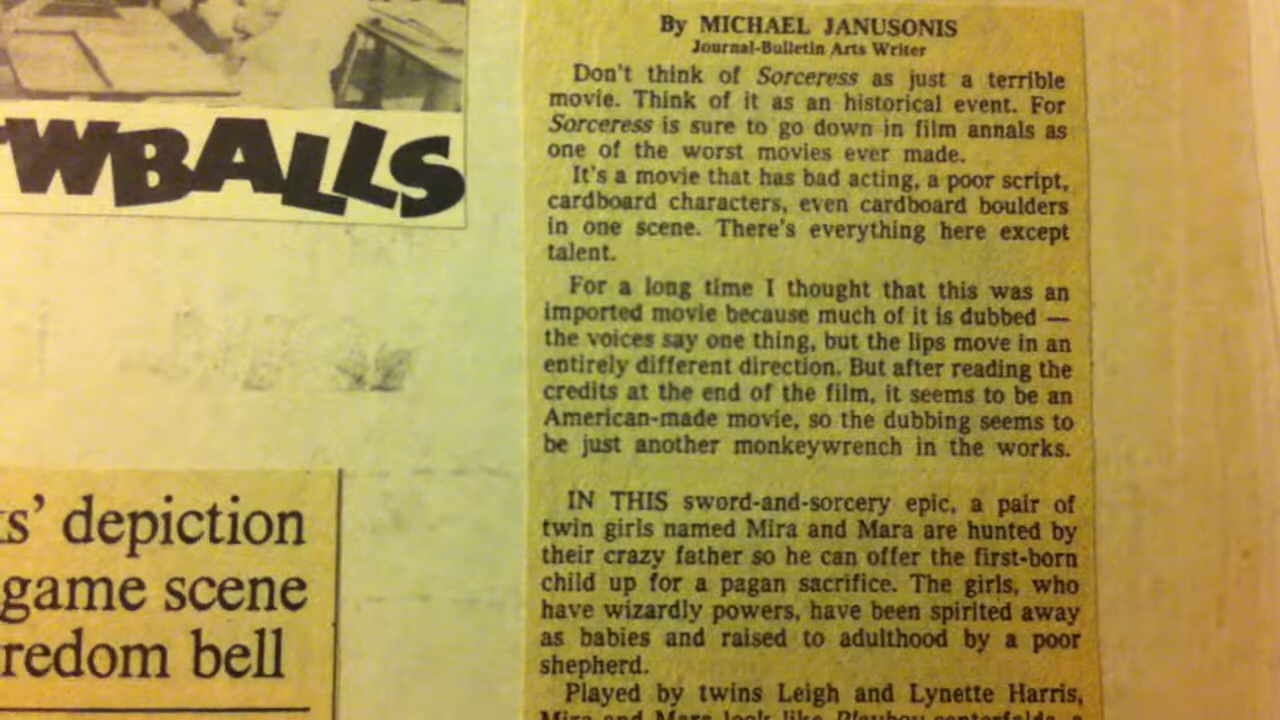 WBALLS
s' depiction
game scene
redom bell
By MICHAEL JANUSONIS
Journal-Bulletin Arts Writer
Don't think of Sorceress as just a terrible
movie. Think of it as an historical event. For
Sorceress is sure to go down in film annals as
one of the worst movies ever made.
It's a movie that has bad acting, a poor script,
cardboard characters, even cardboard boulders
in one scene. There's everything here except
talent.
For a long time I thought that this was an
imported movie because much of it is dubbed —
the voices say one thing, but the lips move in an
entirely different direction. But after reading the
credits at the end of the film, it seems to be an
American-made movie, so the dubbing seems to
be just another monkeywrench in the works.
IN THIS sword-and-sorcery epic, a pair of
twin girls named Mira and Mara are hunted by
their crazy father so he can offer the first-born
child up for a pagan sacrifice. The girls, who
have wizardly powers, have been spirited away
as babies and raised to adulthood by a poor
shepherd.
Played by twins Leigh and Lynette Harris,
Mira and Mara look like Playboy centerfolds, a